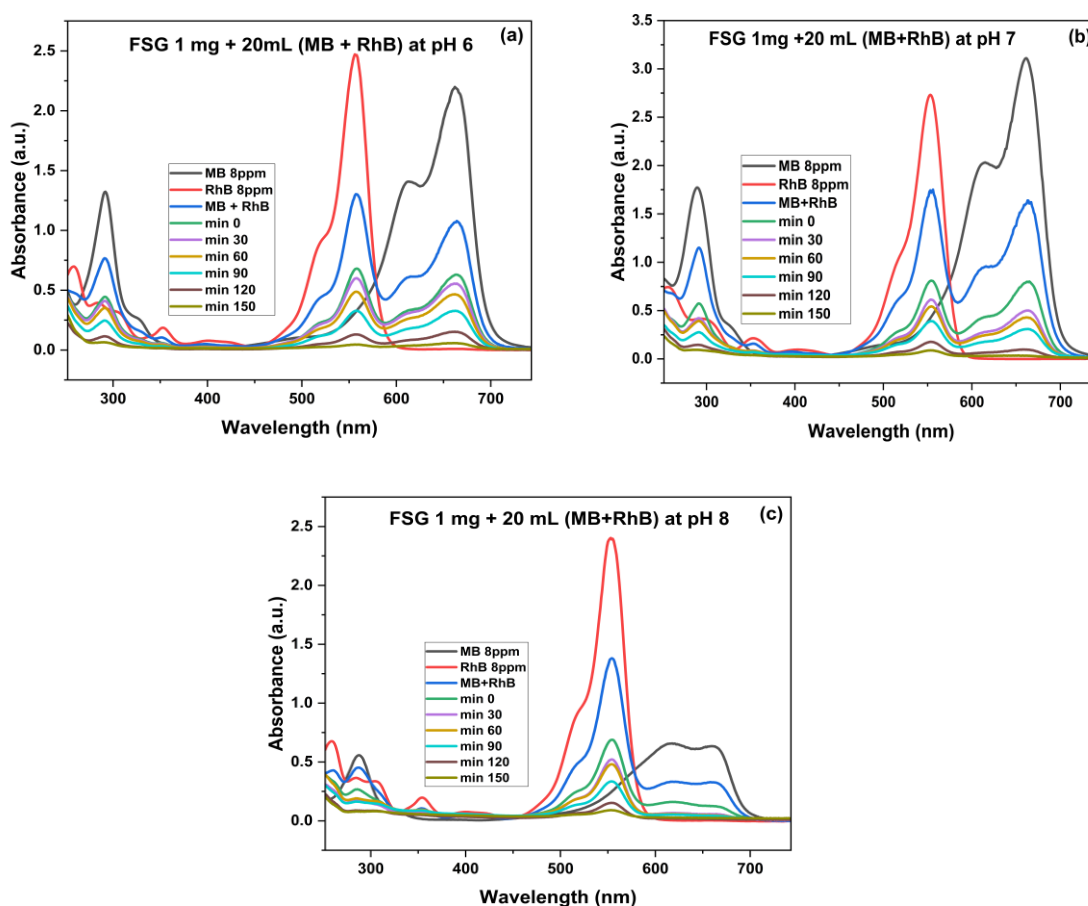 FSG 1 mg + 20mL (MB + RhB) at pH 6
(a)
2.5
2.0
1.5
1.0
0.5
0.0
Absorbance (a.u.)
MB 8ppm
RhB 8ppm
MB + RhB
min 0
min 30
min 60
min 90
min 120
min 150
300
400
500
600
700
Wavelength (nm)
FSG 1mg +20 mL (MB+RhB) at pH 7
(b)
3.5
3.0
2.5
2.0
1.5
1.0
0.5
0.0
Absorbance (a.u.)
MB 8ppm
RhB 8ppm
MB+RhB
min 0
min 30
min 60
min 90
min 120
min 150
300
400
500
600
700
Wavelength (nm)
FSG 1 mg + 20 mL (MB+RhB) at pH 8
(c)
2.5
2.0
1.5
1.0
0.5
0.0
Absorbance (a.u.)
MB 8ppm
RhB 8ppm
MB+RhB
min 0
min 30
min 60
min 90
min 120
min 150
300
400
500
600
700
Wavelength (nm)